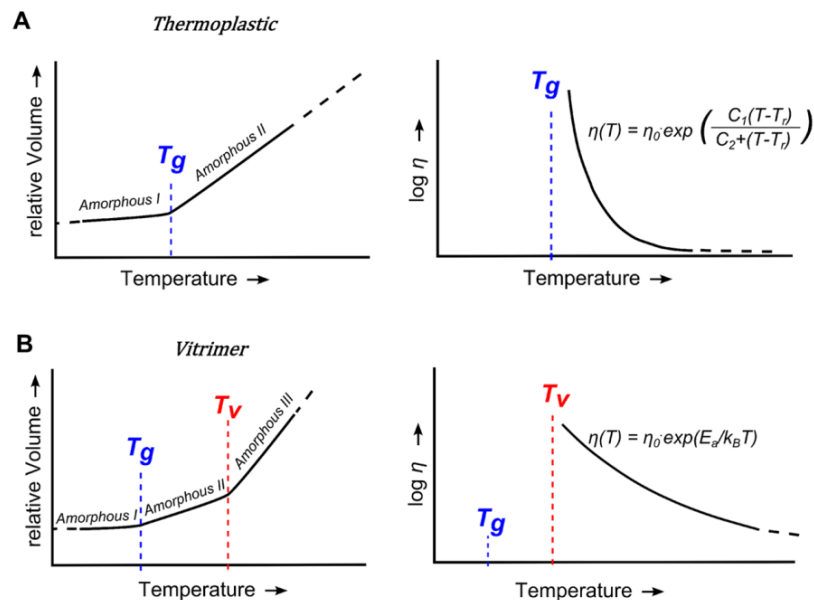 A
Thermoplastic
relative Volume →
Amorphous I
Tg
Amorphous II
Temperature →
log η →
Tg
η(T) = η₀·exp ( C₁(T-Tᵣ) / C₂+(T-Tᵣ) )
Temperature →
B
Vitrimer
relative Volume →
Amorphous I
Tg
Amorphous II
Tv
Amorphous III
Temperature →
log η →
Tg
Tv
η(T) = η₀·exp(Eₐ/k_BT)
Temperature →